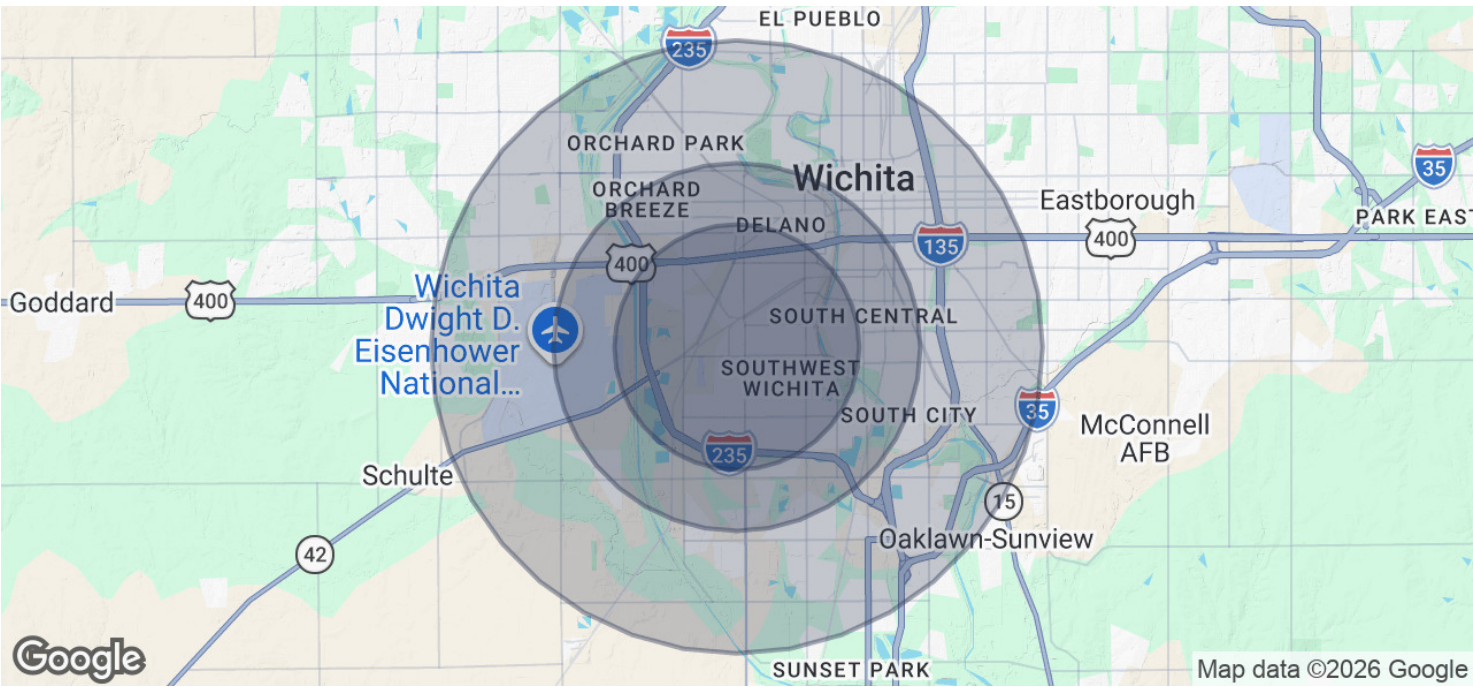 EL PUEBLO
235
ORCHARD PARK
35
Wichita
ORCHARD
BREEZE
Eastborough
DELANO
PARK EAST
400
135
400
Goddard
400
Wichita
Dwight D.
Eisenhower
National...
SOUTH CENTRAL
SOUTHWEST
WICHITA
SOUTH CITY
35
McConnell
AFB
235
Schulte
15
Oaklawn-Sunview
42
Google
SUNSET PARK
Map data ©2026 Google